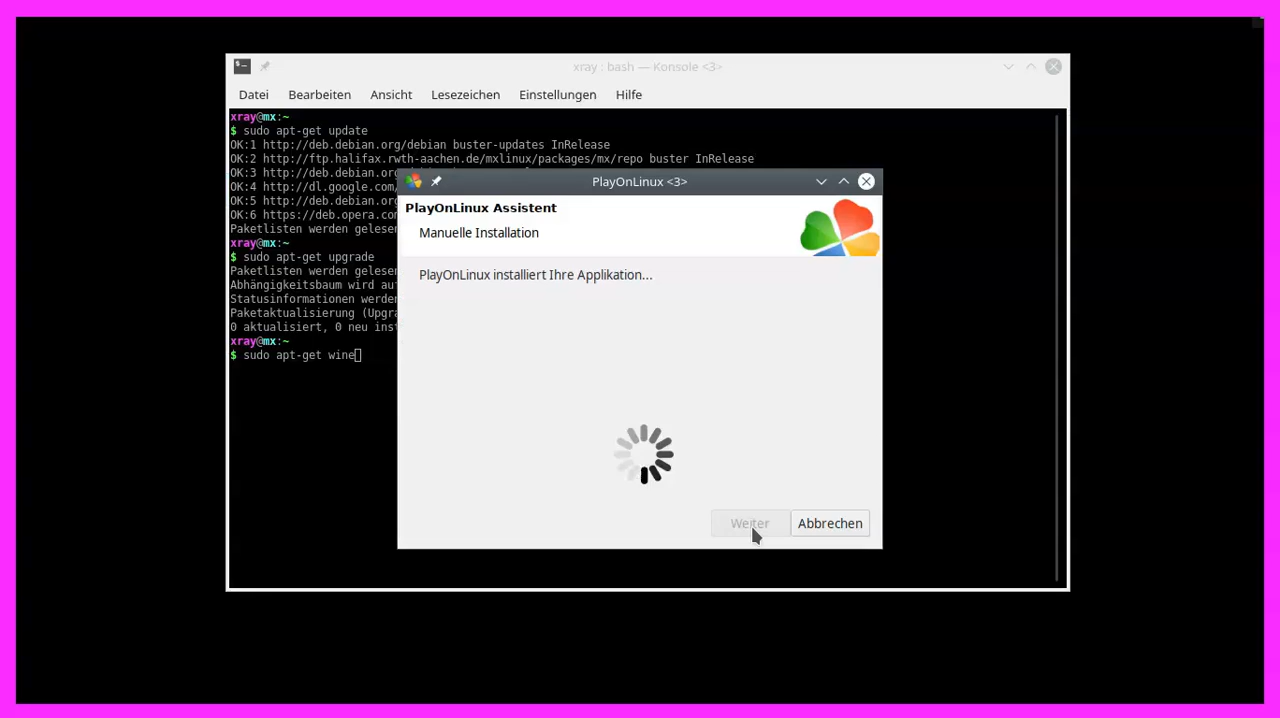 xray : bash — Konsole <3>
Datei Bearbeiten Ansicht Lesezeichen Einstellungen Hilfe
xray@mx:~
$ sudo apt-get update
OK:1 http://deb.debian.org/debian buster-updates InRelease
OK:2 http://ftp.halifax.rwth-aachen.de/mxlinux/packages/mx/repo buster InRelease
OK:3 http://deb.debian.org/
OK:4 http://dl.google.com/
OK:5 http://deb.debian.org/
OK:6 https://deb.opera.com
Paketlisten werden gelesen
xray@mx:~
$ sudo apt-get upgrade
Paketlisten werden gelesen
Abhängigkeitsbaum wird
Statusinformationen werden
Paketaktualisierung
0 aktualisiert, 0 neu
xray@mx:~
$ sudo apt-get wine
PlayOnLinux <3>
PlayOnLinux Assistent
Manuelle Installation
PlayOnLinux installiert Ihre Applikation...
Weiter Abbrechen